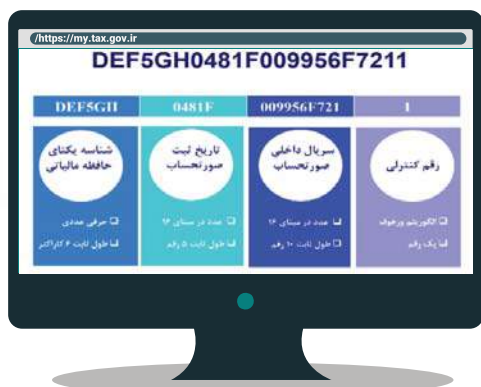 /https://my.tax.gov.ir
DEF5GH0481F009956F7211
DEF5GH 0481F 009956F721 1
شناسه یکتای حافظه مالیاتی
حرفی عددی
طول ثابت ۶ کاراکتر
تاریخ ثبت صورتحساب
عدد در مبنای ۱۶
طول ثابت ۵ رقم
سریال داخلی صورتحساب
عدد در مبنای ۱۶
طول ثابت ۱۰ رقم
رقم کنترلی
الگوریتم ورهوف
یک رقم